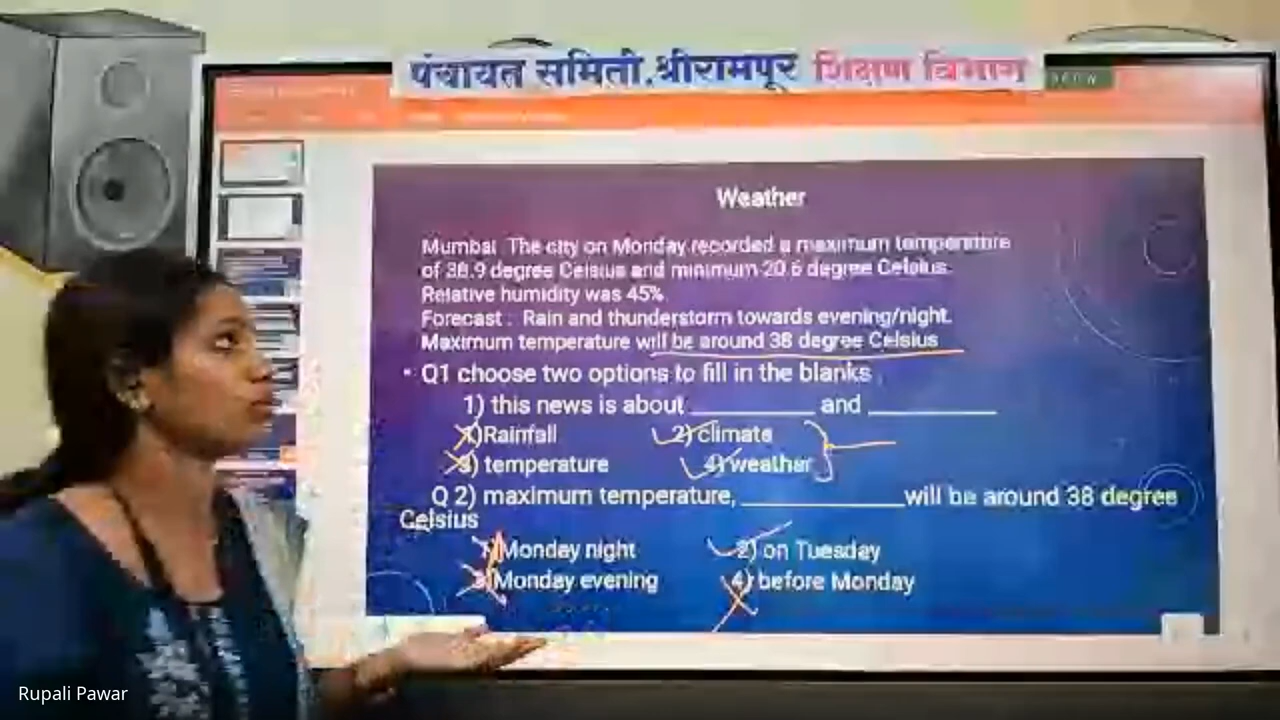 पंचायत समिती.श्रीरामपूर शिक्षण विभाग
Weather
Mumbai The city on Monday recorded a maximum temperature
of 38.9 degree Celsius and minimum 20.6 degree Celsius.
Relative humidity was 45%.
Forecast : Rain and thunderstorm towards evening/night.
Maximum temperature will be around 38 degree Celsius
• Q1 choose two options to fill in the blanks
1) this news is about __________ and __________
1)Rainfall 2) climate
3) temperature 4) weather
Q 2) maximum temperature, ____________ will be around 38 degree
Celsius
1)Monday night 2) on Tuesday
3)Monday evening 4) before Monday
Rupali Pawar